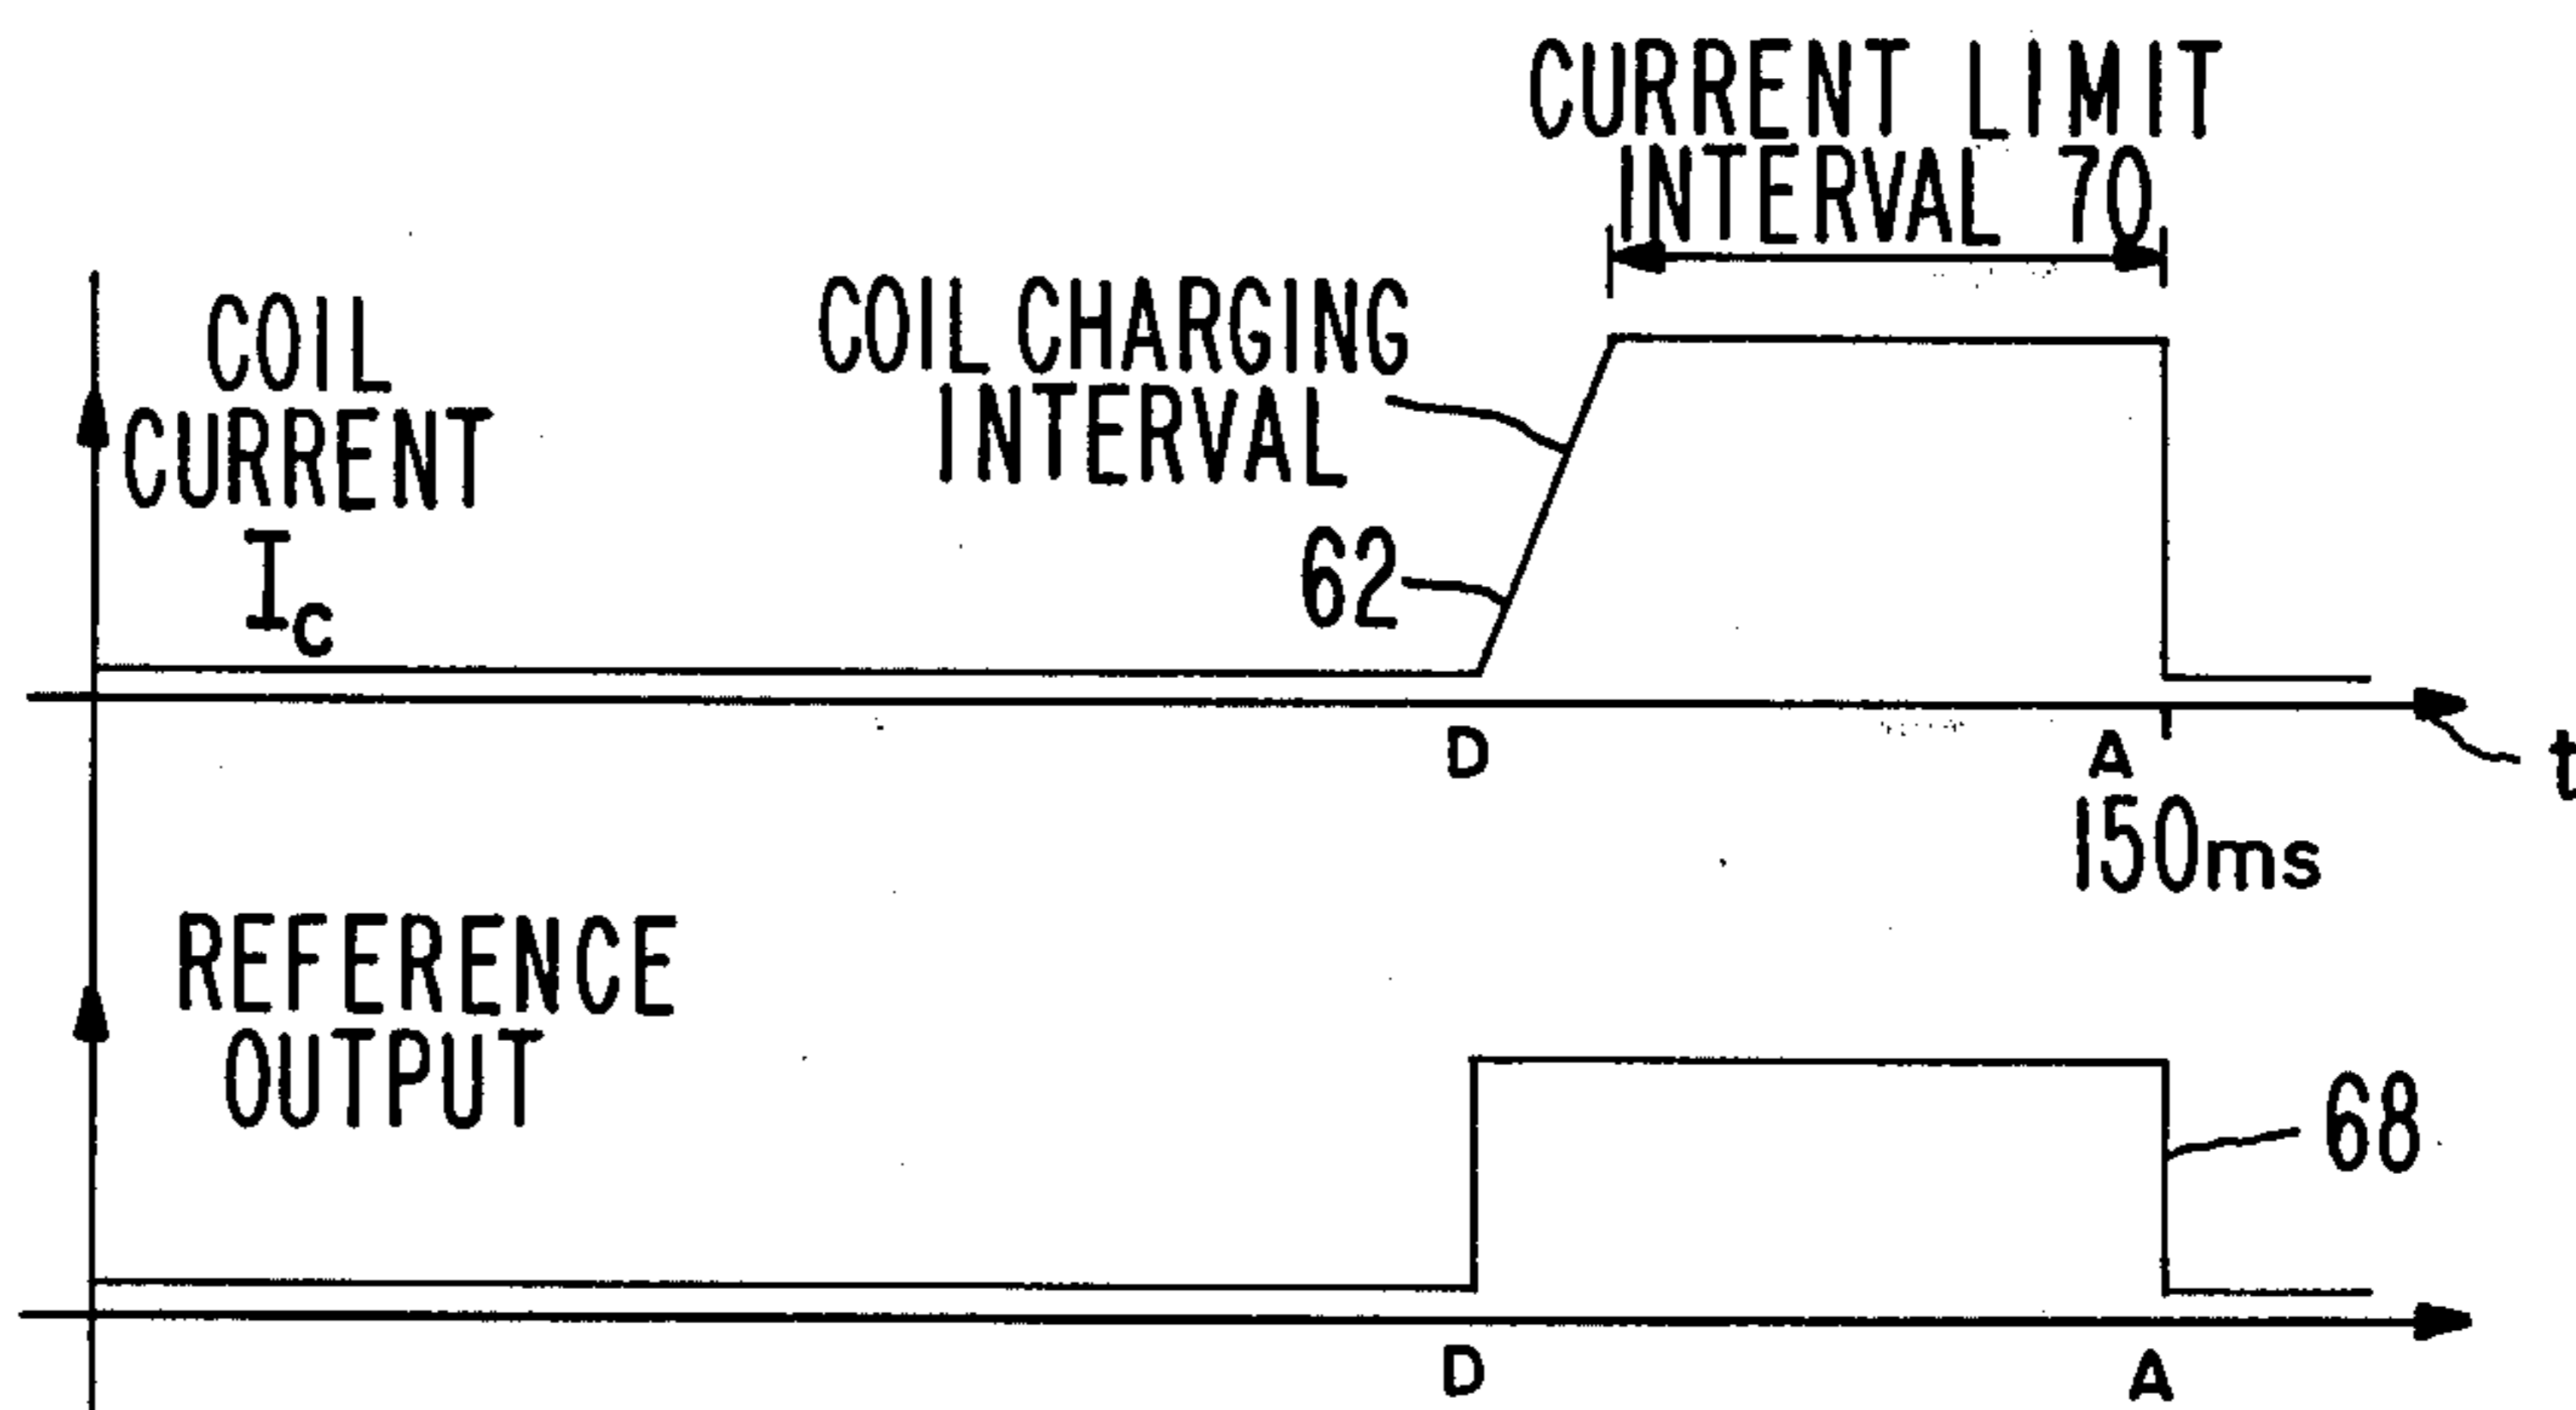 CURRENT LIMIT
INTERVAL 70
COIL CHARGING
INTERVAL
COIL
CURRENT
Ic
62
D
A
t
150ms
REFERENCE
OUTPUT
68
D
A